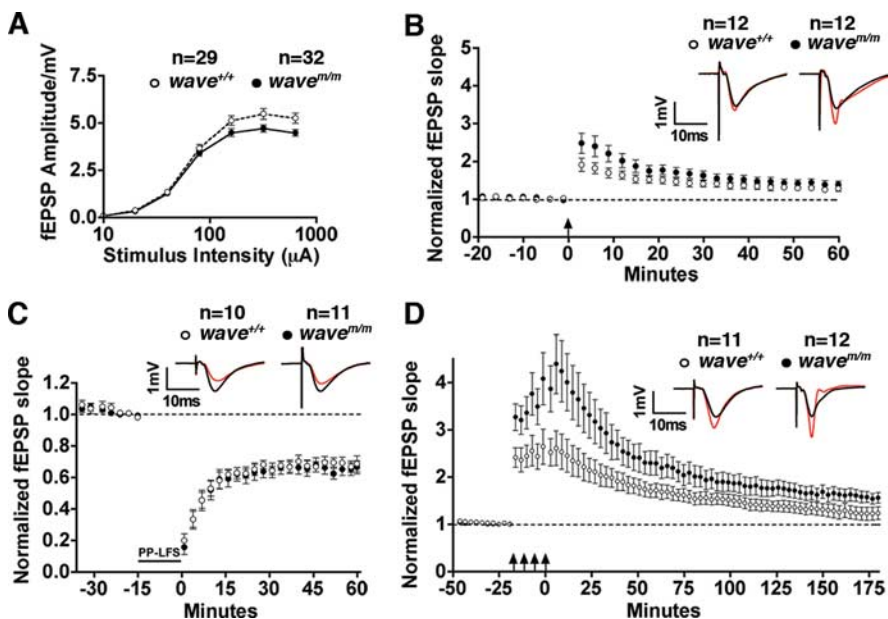 A
n=29 n=32
wave+/+ wave m/m
fEPSP Amplitude/mV
7.5
5.0
2.5
0.0
10 100 1000
Stimulus Intensity (µA)
B
n=12 n=12
wave+/+ wave m/m
1mV
10ms
Normalized fEPSP slope
5
4
3
2
1
-20 -10 0 10 20 30 40 50 60
Minutes
C
n=10 n=11
wave+/+ wave m/m
1mV
10ms
Normalized fEPSP slope
1.2
1.0
0.8
0.6
0.4
0.2
0.0
PP-LFS
-30 -15 0 15 30 45 60
Minutes
D
n=11 n=12
wave+/+ wave m/m
1mV
10ms
Normalized fEPSP slope
4
3
2
1
0
-50 -25 0 25 50 75 100 125 150 175
Minutes